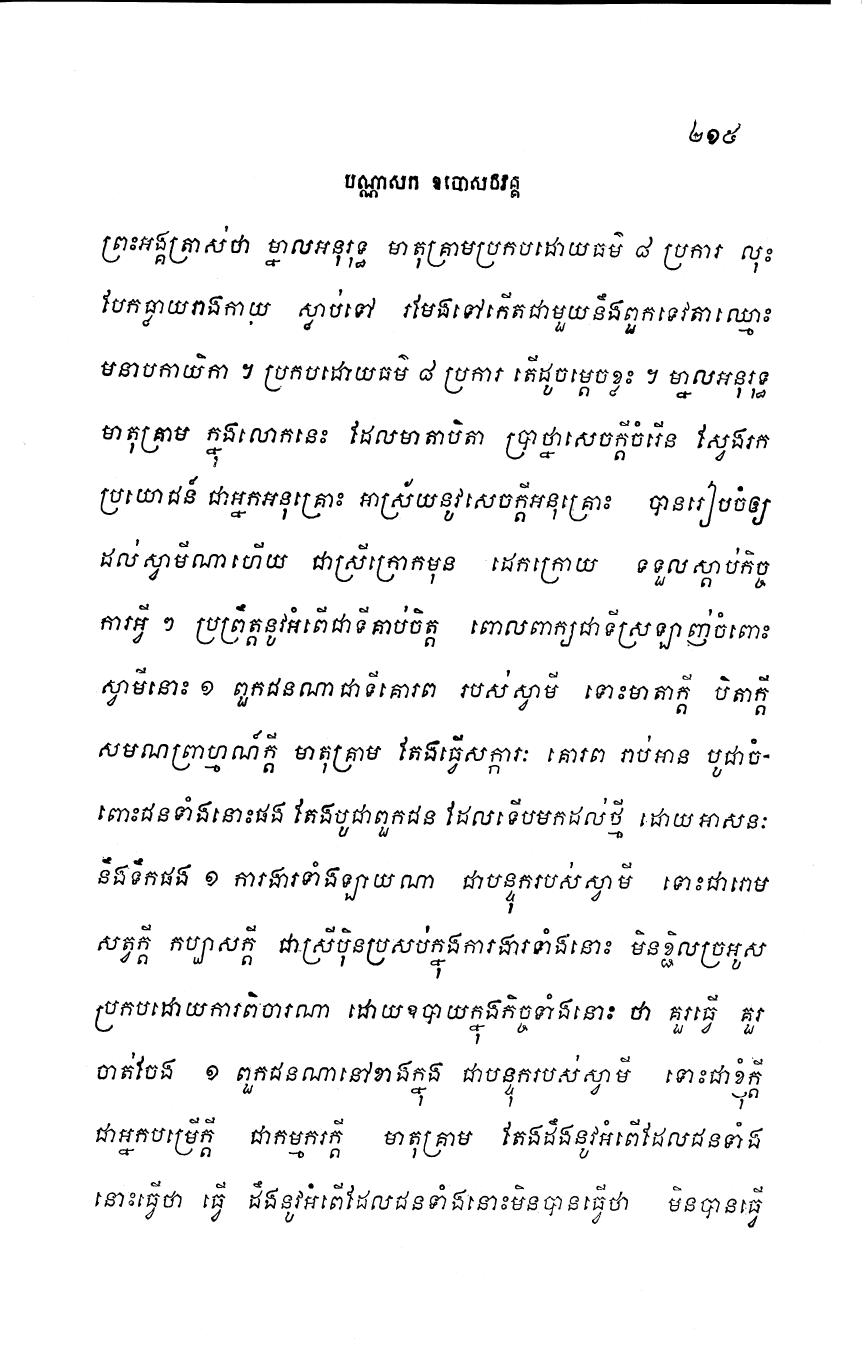 ២១៥
បណ្ណាសក ឧបោសថវគ្គ
ព្រះអង្គត្រាស់ថា ម្នាលអនុរុទ្ធ មាតុគ្រាមប្រកបដោយធម៌ ៨ ប្រការ លុះ
បែកធ្លាយរាងកាយ ស្លាប់ទៅ រមែងទៅកើតជាមួយនឹងពួកទេវតាឈ្មោះ
មនាបកាយិកា ។ ប្រកបដោយធម៌ ៨ ប្រការ តើដូចម្តេចខ្លះ ។ ម្នាលអនុរុទ្ធ
មាតុគ្រាម ក្នុងលោកនេះ ដែលមាតាបិតា ប្រាថ្នាសេចក្តីចំរើន ស្វែងរក
ប្រយោជន៍ ជាអ្នកអនុគ្រោះ អាស្រ័យនូវសេចក្តីអនុគ្រោះ បានរៀបចំឲ្យ
ដល់ស្វាមីណាហើយ ជាស្រីក្រោកមុន ដេកក្រោយ ទទួលស្តាប់កិច្ច
ការអ្វី ៗ ប្រព្រឹត្តនូវអំពើជាទីគាប់ចិត្ត ពោលពាក្យជាទីស្រឡាញ់ចំពោះ
ស្វាមីនោះ ១ ពួកជនណាជាទីគោរព របស់ស្វាមី ទោះមាតាក្តី បិតាក្តី
សមណព្រាហ្មណ៍ក្តី មាតុគ្រាម តែងធ្វើសក្ការៈ គោរព រាប់អាន បូជាចំ-
ពោះជនទាំងនោះផង តែងបូជាពួកជន ដែលទើបមកដល់ថ្មី ដោយអាសនៈ
នឹងទឹកផង ១ ការងារទាំងឡាយណា ជាបន្ទុករបស់ស្វាមី ទោះជារោម
សត្វក្តី កប្បាសក្តី ជាស្រីប៉ិនប្រសប់ក្នុងការងារទាំងនោះ មិនខ្ជិលច្រអូស
ប្រកបដោយការពិចារណា ដោយឧបាយក្នុងកិច្ចទាំងនោះ ថា គួរធ្វើ គួរ
ចាត់ចែង ១ ពួកជនណានៅខាងក្នុង ជាបន្ទុករបស់ស្វាមី ទោះជាខ្ញុំក្តី
ជាអ្នកបម្រើក្តី ជាកម្មករក្តី មាតុគ្រាម តែងដឹងនូវអំពើដែលជនទាំង
នោះធ្វើថា ធ្វើ ដឹងនូវអំពើដែលជនទាំងនោះមិនបានធ្វើថា មិនបានធ្វើ